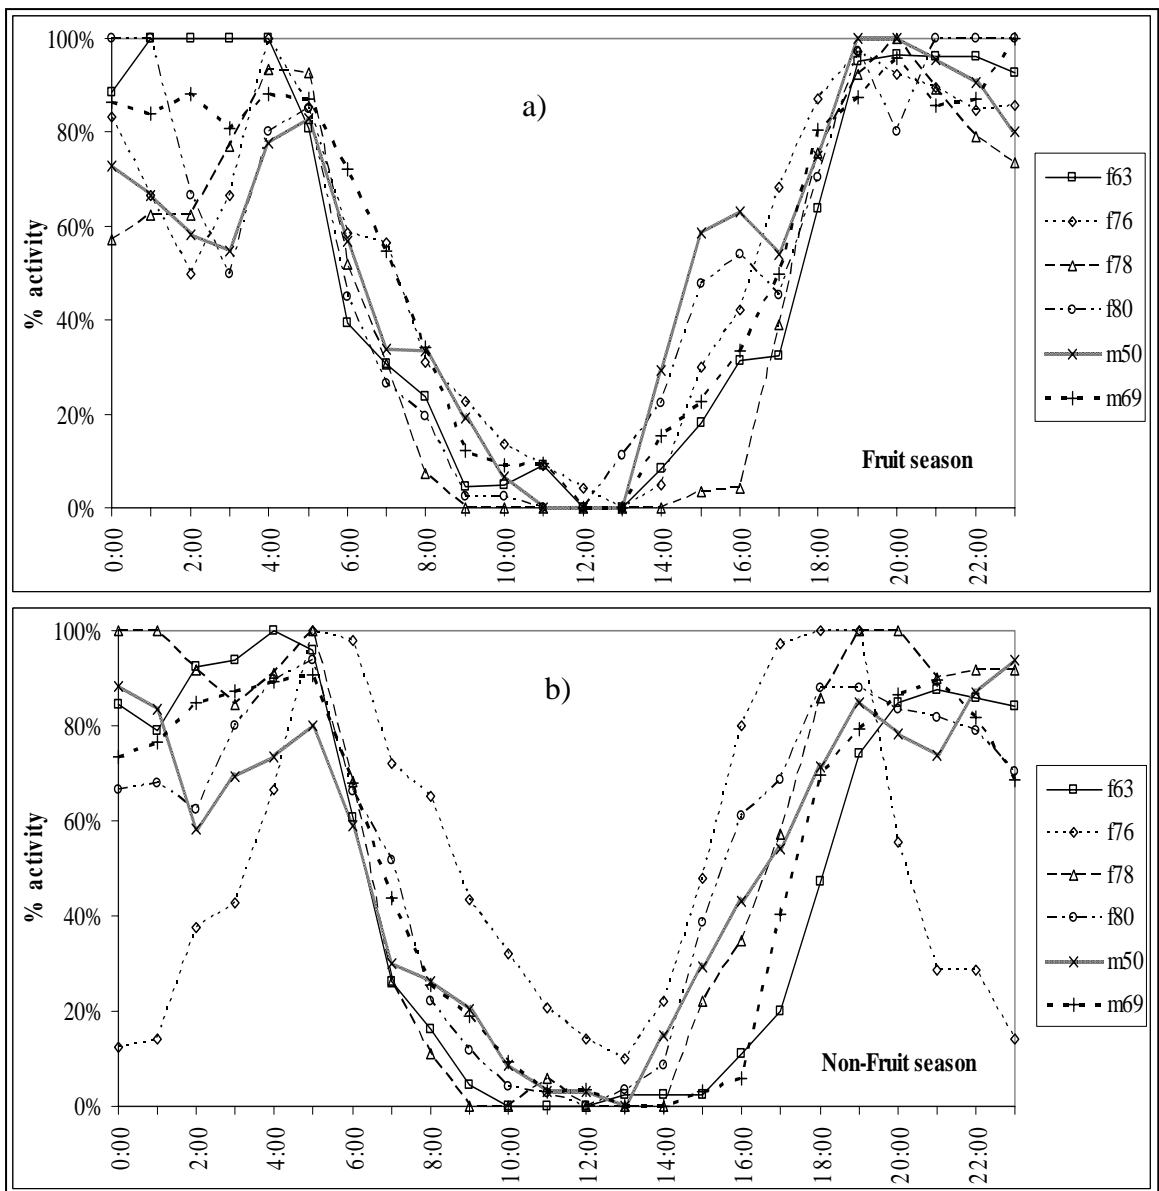 100%
80%
60%
40%
20%
0%
% activity
a)
Fruit season
0:00
2:00
4:00
6:00
8:00
10:00
12:00
14:00
16:00
18:00
20:00
22:00
f63
f76
f78
f80
m50
m69
100%
80%
60%
40%
20%
0%
% activity
b)
Non-Fruit season
0:00
2:00
4:00
6:00
8:00
10:00
12:00
14:00
16:00
18:00
20:00
22:00
f63
f76
f78
f80
m50
m69